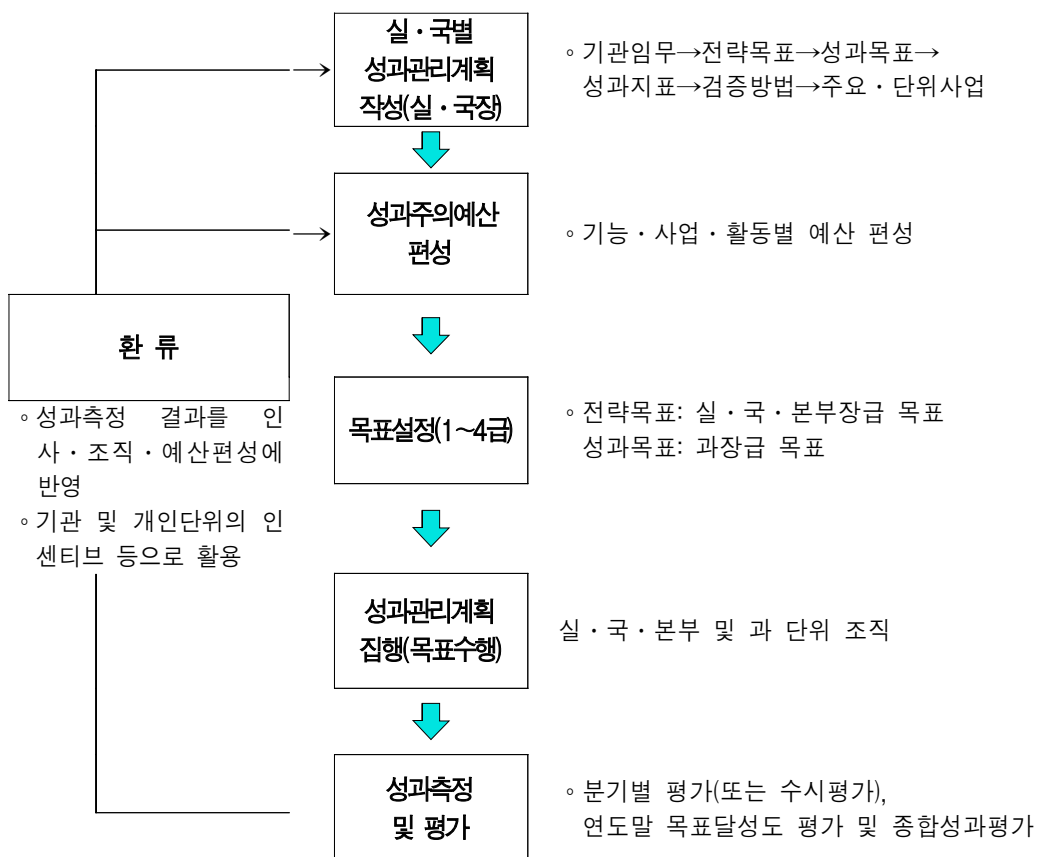 실・국별
성과관리계획
작성(실・국장)
◦기관임무→전략목표→성과목표→
성과지표→검증방법→주요・단위사업
성과주의예산
편성
◦기능・사업・활동별 예산 편성
환 류
◦성과측정 결과를 인
사・조직・예산편성에
반영
◦기관 및 개인단위의 인
센티브 등으로 활용
목표설정(1～4급)
◦전략목표: 실・국・본부장급 목표
성과목표: 과장급 목표
성과관리계획
집행(목표수행)
실・국・본부 및 과 단위 조직
성과측정
및 평가
◦분기별 평가(또는 수시평가),
연도말 목표달성도 평가 및 종합성과평가